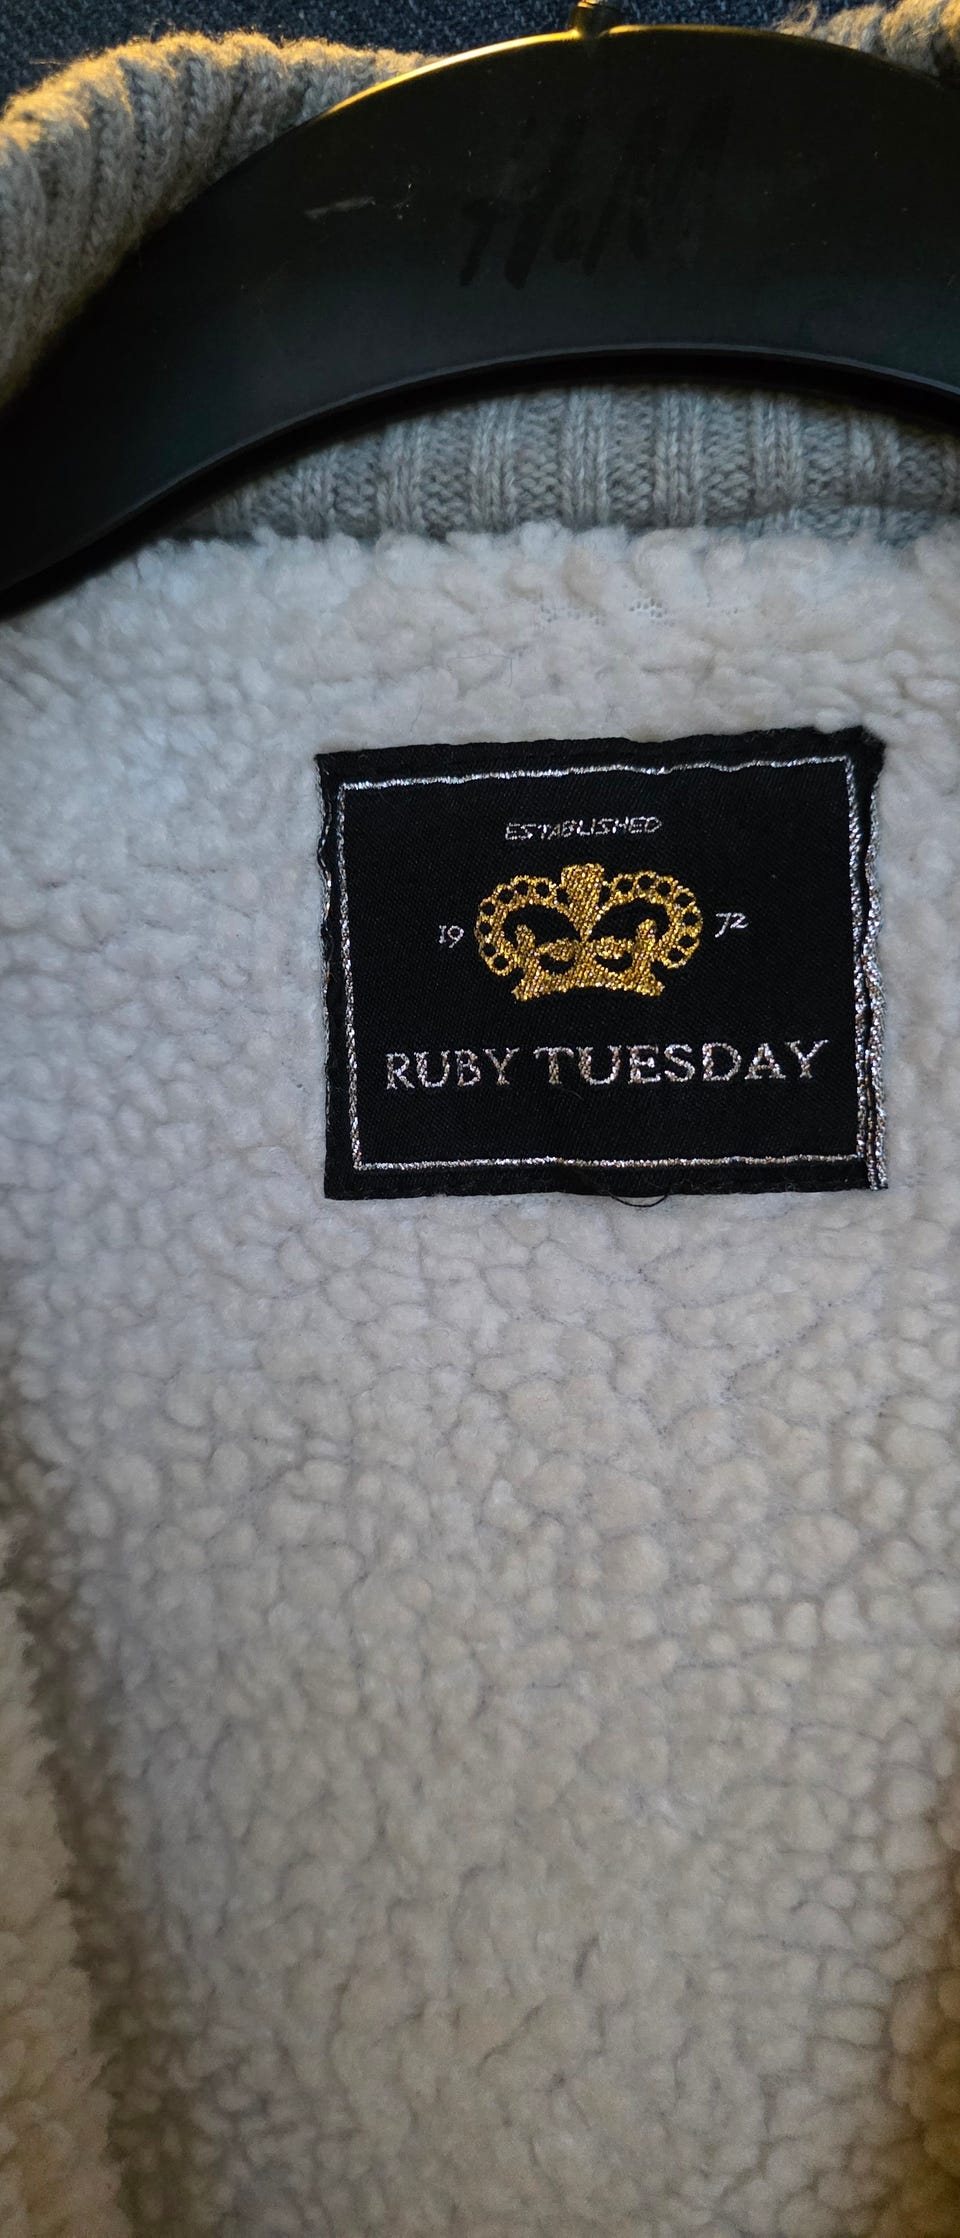 ESTABLISHED
19 72
RUBY TUESDAY